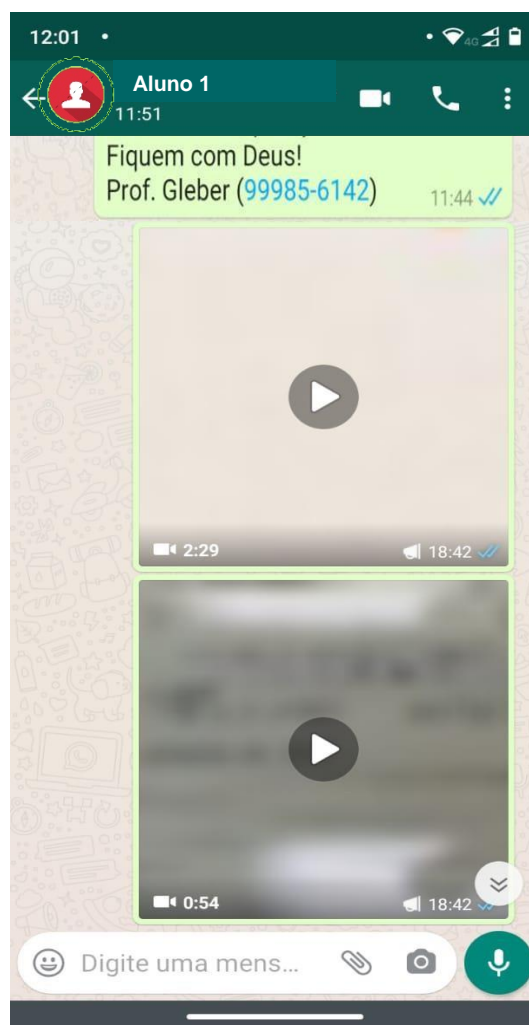 12:01
4G
Aluno 1
11:51
Fiquem com Deus!
Prof. Gleber (99985-6142) 11:44
2:29 18:42
0:54 18:42
Digite uma mens...